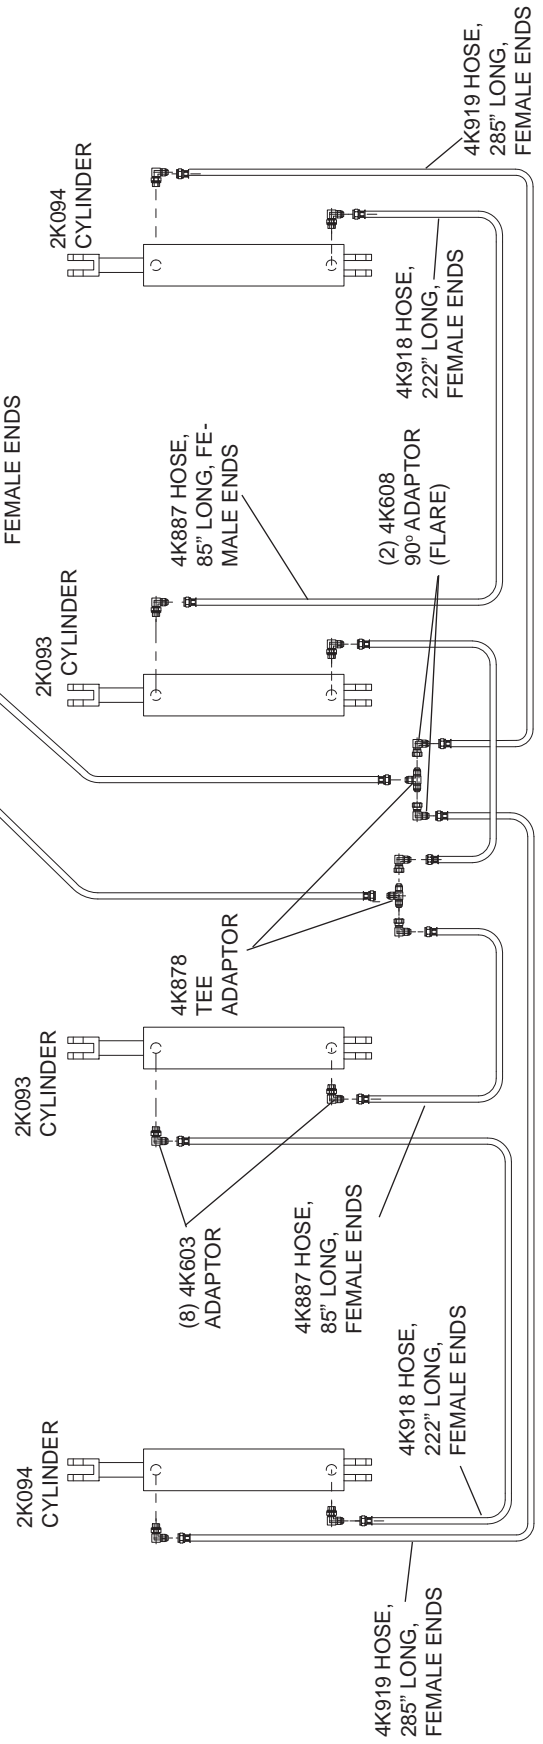 2K094
CYLINDER
2K093
CYLINDER
4K878
TEE
ADAPTOR
2K093
CYLINDER
FEMALE ENDS
2K094
CYLINDER
(8) 4K603
ADAPTOR
4K887 HOSE,
85” LONG, FE-
MALE ENDS
4K919 HOSE,
285” LONG,
FEMALE ENDS
4K918 HOSE,
222” LONG,
FEMALE ENDS
4K887 HOSE,
85” LONG,
FEMALE ENDS
(2) 4K608
90º ADAPTOR
(FLARE)
4K918 HOSE,
222” LONG,
FEMALE ENDS
4K919 HOSE,
285” LONG,
FEMALE ENDS